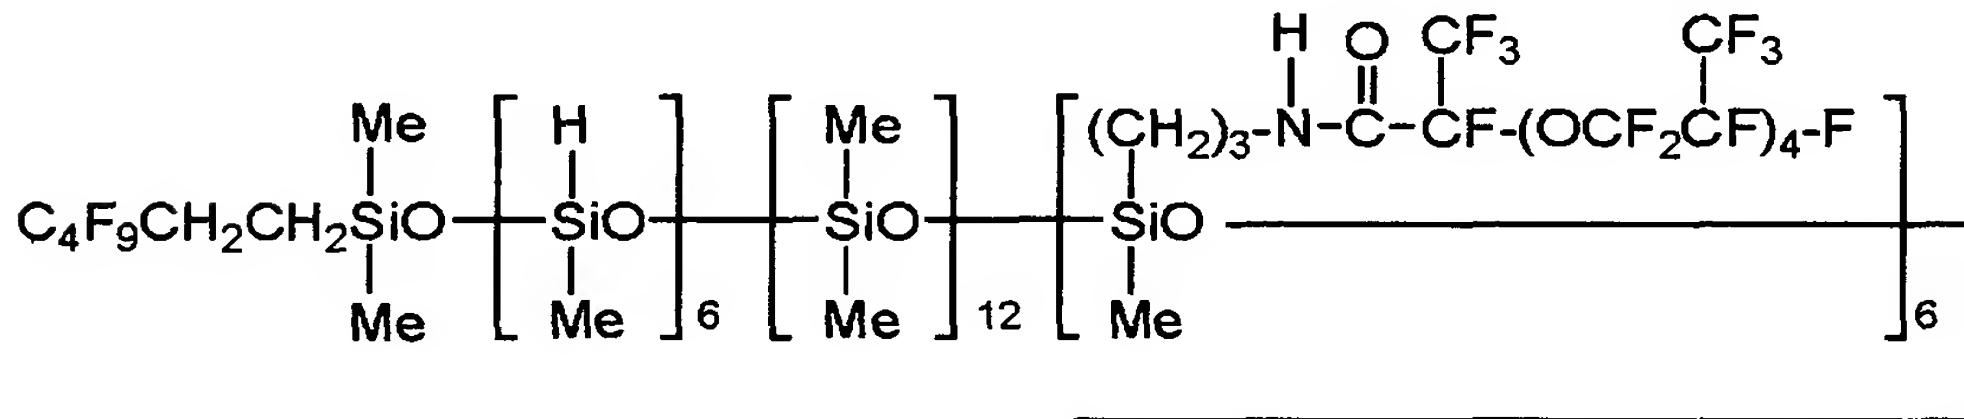 H O CF3 CF3
Me H Me (CH2)3-N-C-CF-(OCF2CF)4-F
C4F9CH2CH2SiO SiO SiO SiO
Me Me 6 Me 12 Me 6